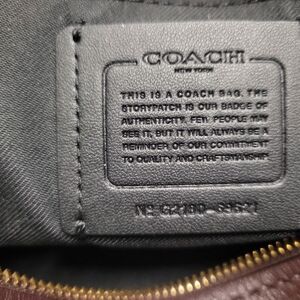 COACH
NEW YORK
THIS IS A COACH BAG. THE
STORYPATCH IS OUR BADGE OF
AUTHENTICITY. FEW PEOPLE MAY
SEE IT, BUT IT WILL ALWAYS BE A
REMINDER OF OUR COMMITMENT
TO QUALITY AND CRAFTSMANSHIP
Nº